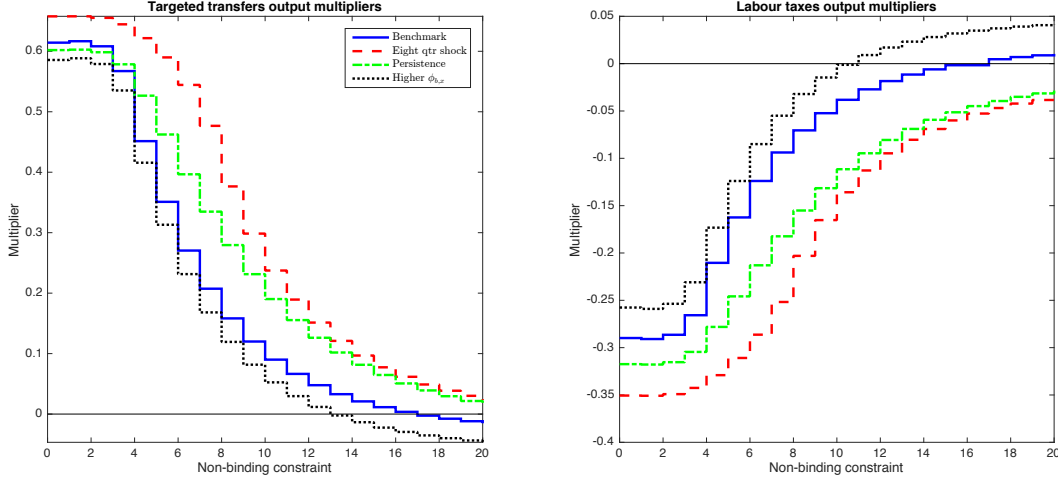 Targeted transfers output multipliers
Multiplier
0.6
0.5
0.4
0.3
0.2
0.1
0
0 2 4 6 8 10 12 14 16 18 20
Non-binding constraint
Benchmark
Eight qtr shock
Persistence
Higher ϕb,x
Labour taxes output multipliers
Multiplier
0.05
0
-0.05
-0.1
-0.15
-0.2
-0.25
-0.3
-0.35
-0.4
0 2 4 6 8 10 12 14 16 18 20
Non-binding constraint